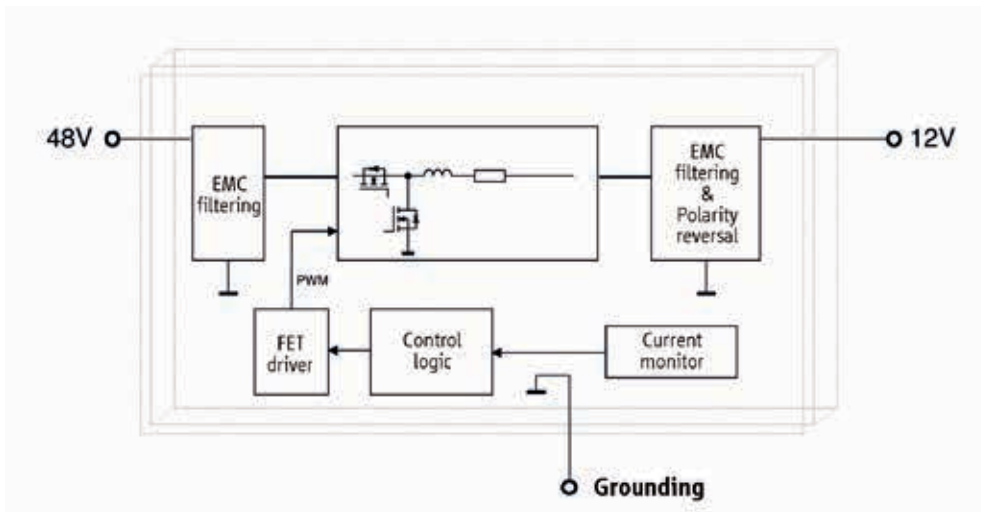 48V
EMC
filtering
EMC
filtering
&
Polarity
reversal
12V
PWM
FET
driver
Control
logic
Current
monitor
Grounding